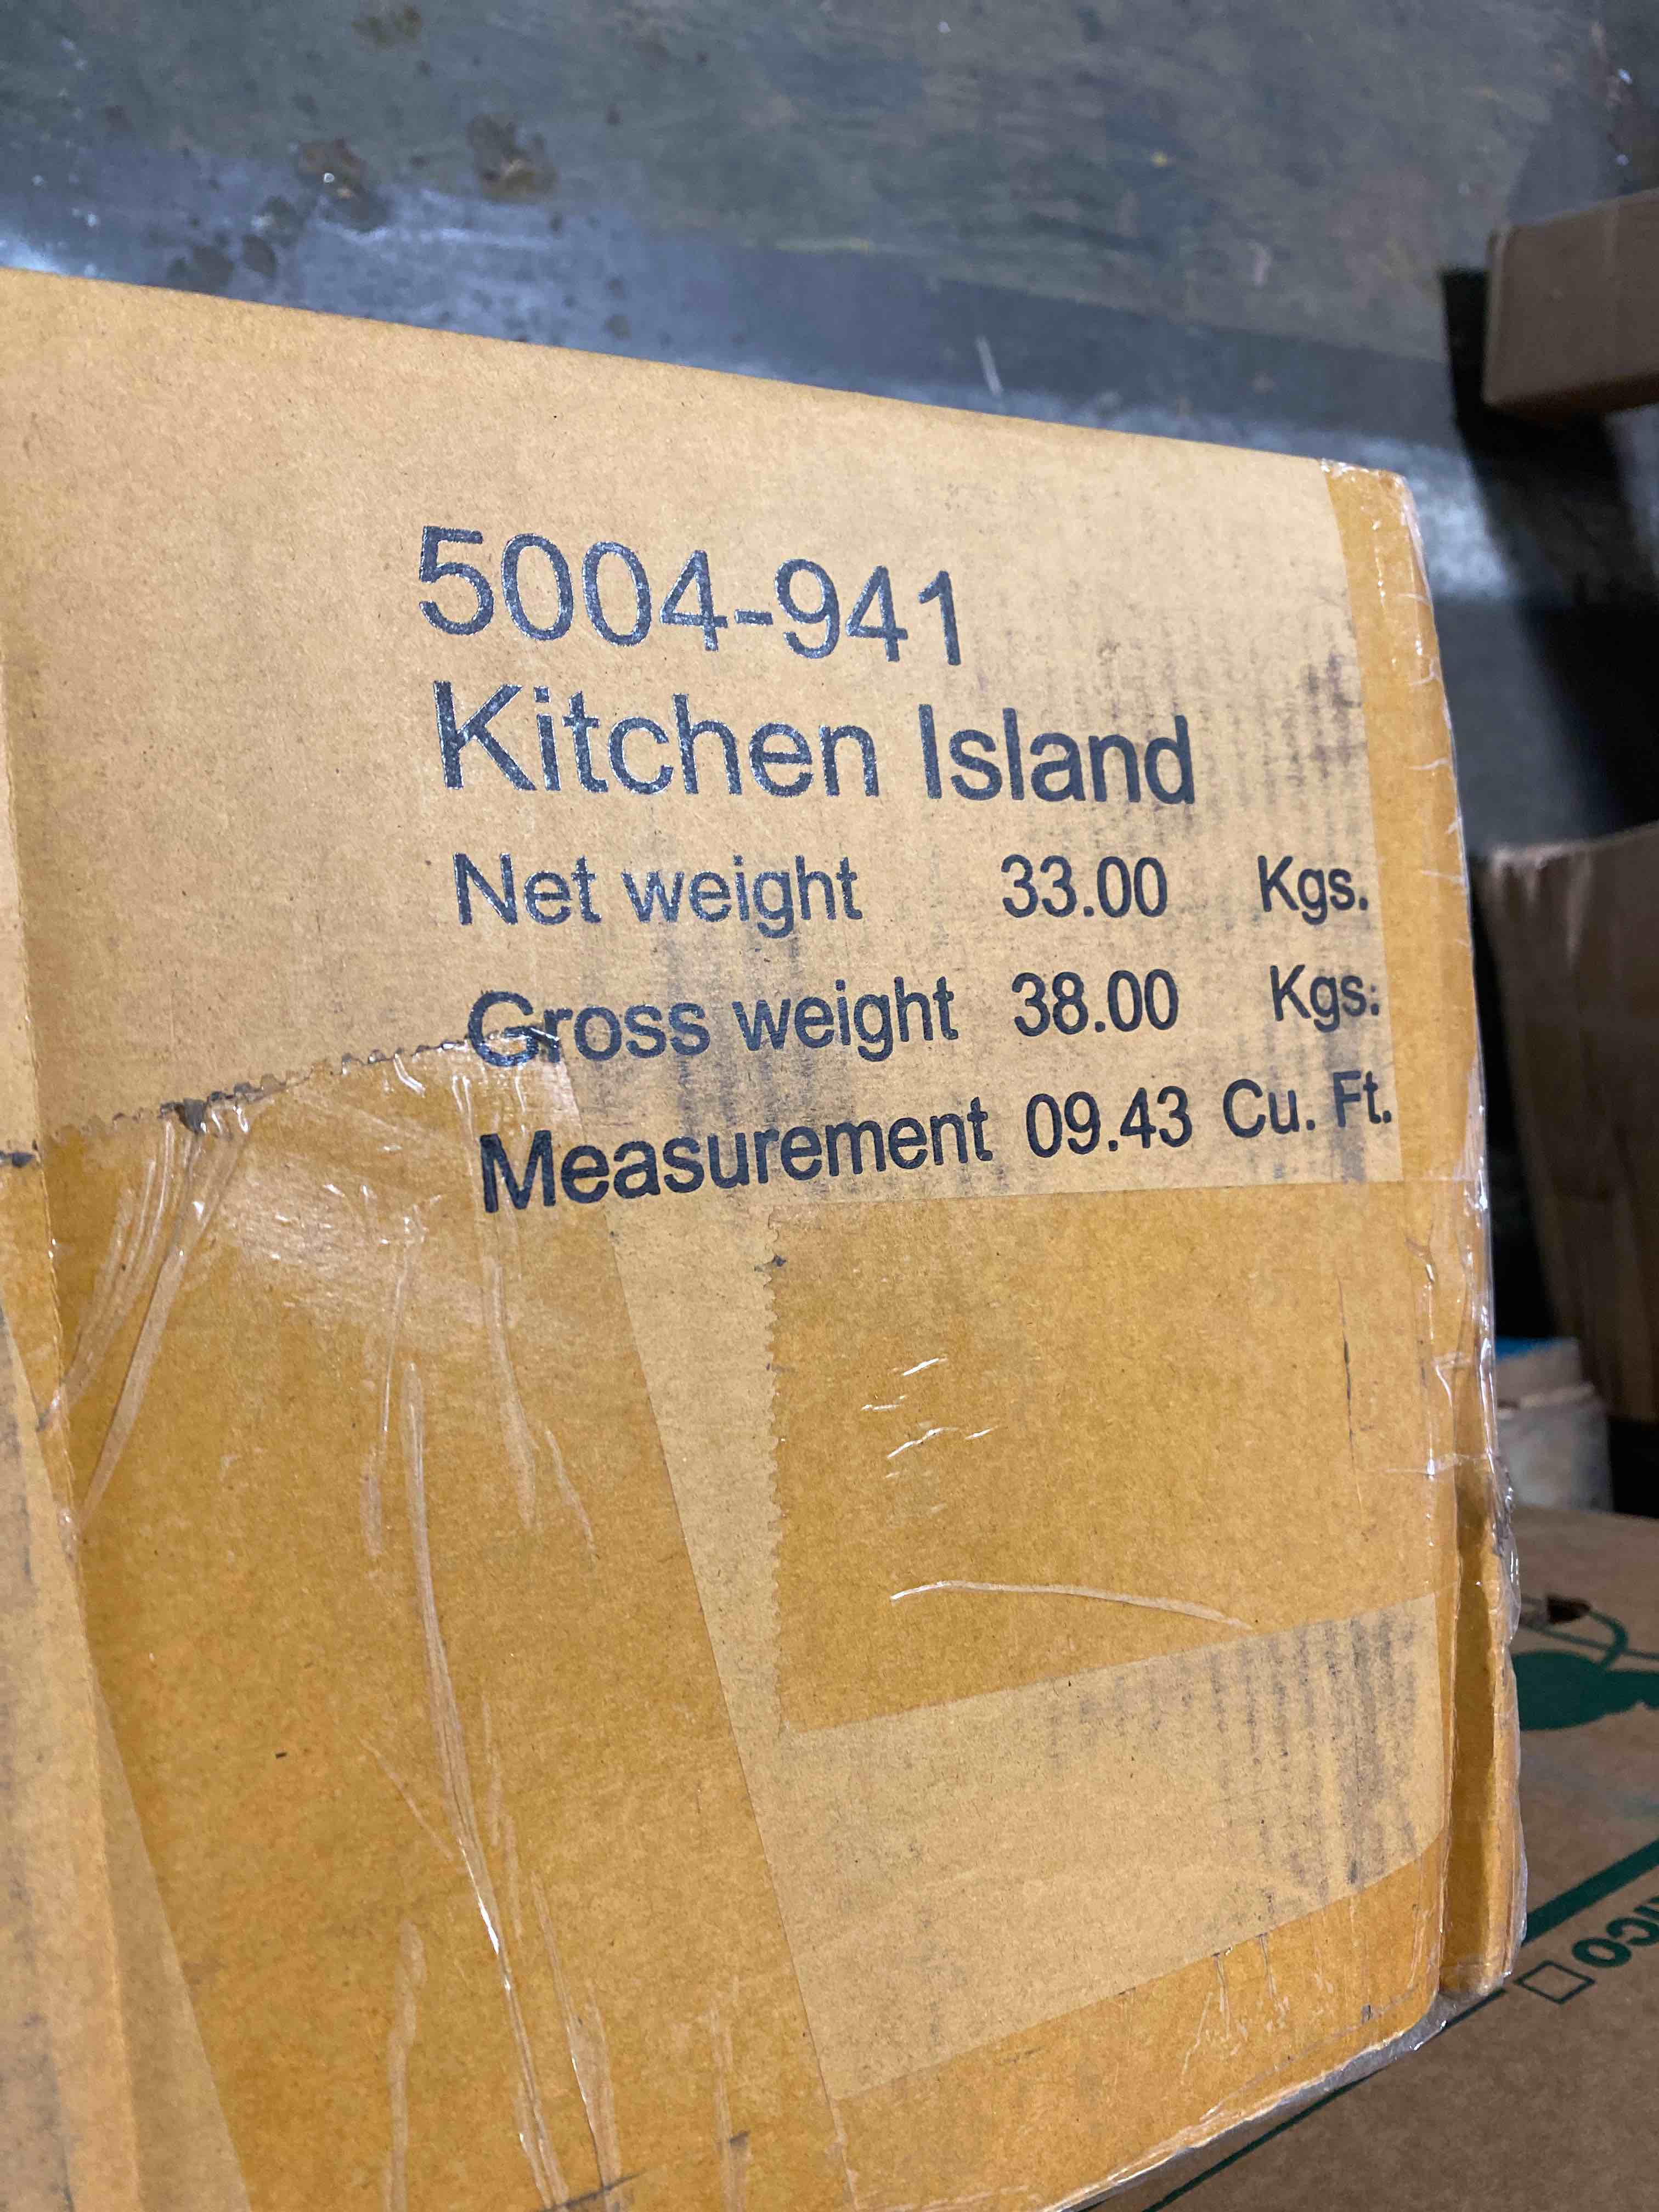 5004-941
Kitchen Island
Net weight 33.00 Kgs.
Gross weight 38.00 Kgs.
Measurement 09.43 Cu. Ft.